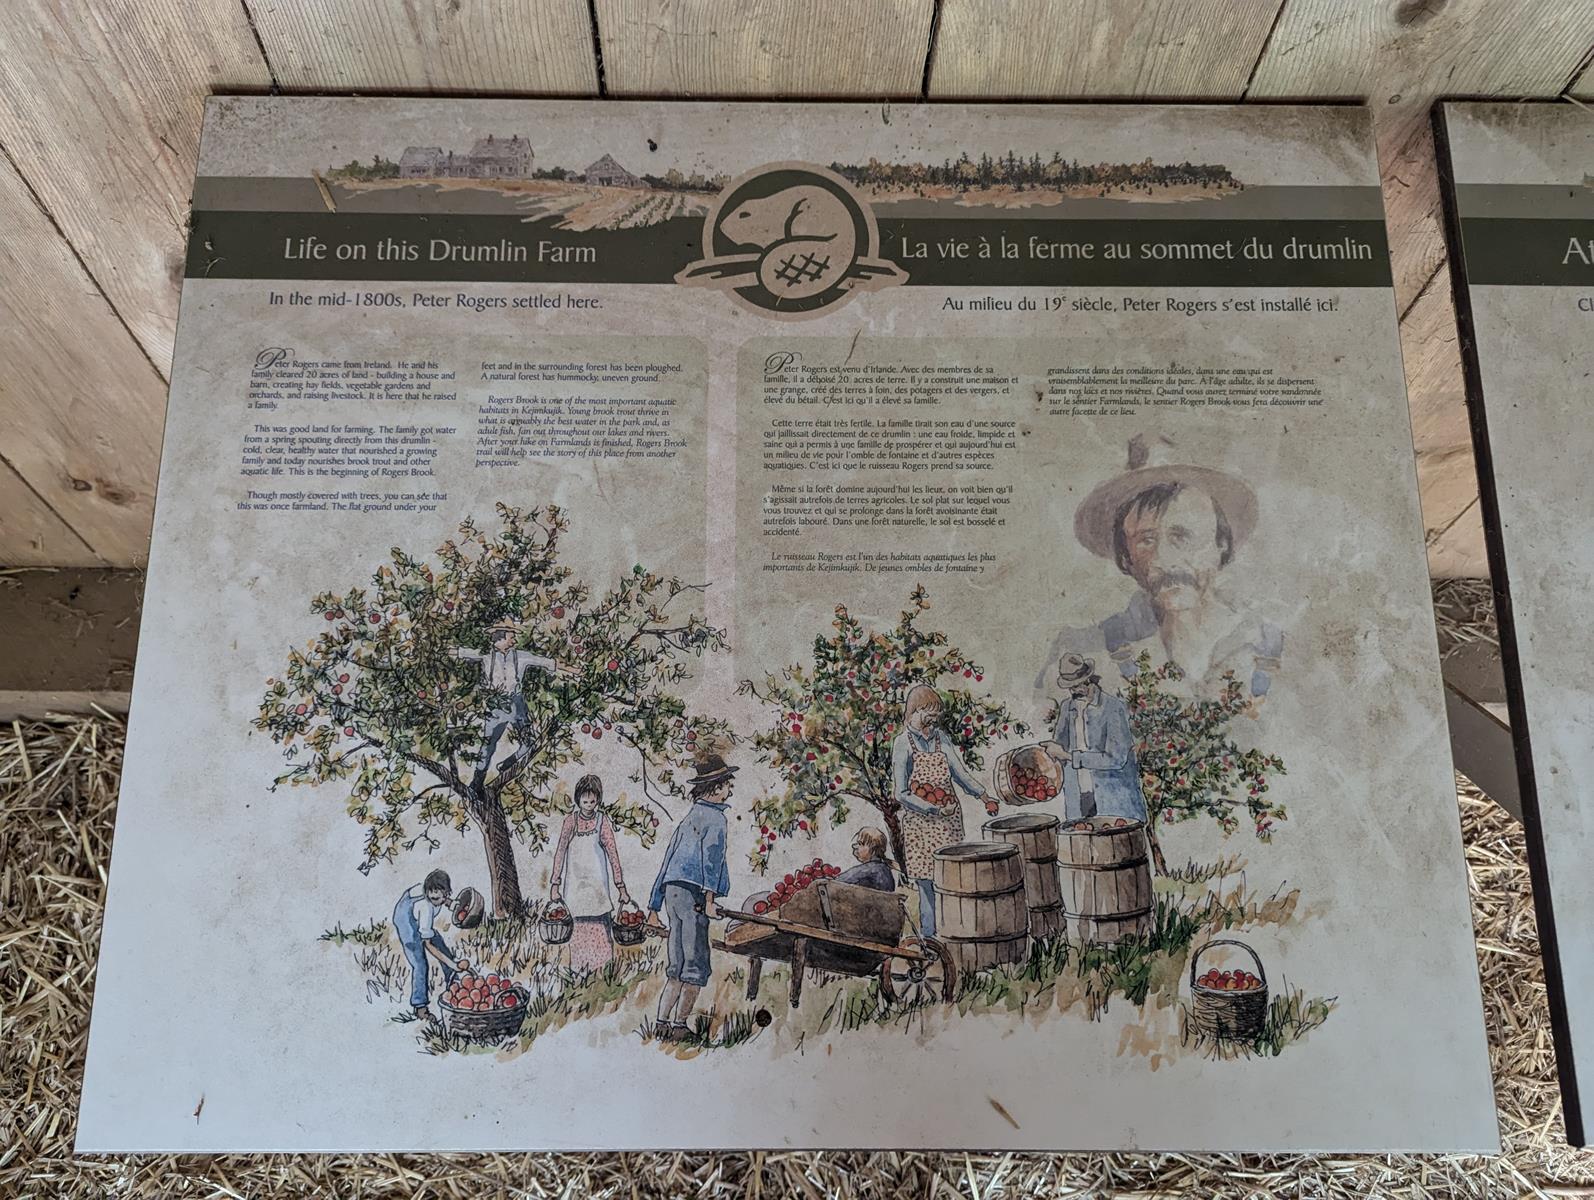 Life on this Drumlin Farm
In the mid-1800s, Peter Rogers settled here.
Peter Rogers came from Ireland. He and his
family cleared 20 acres of land - building a house and
barn, creating hay fields, vegetable gardens and
orchards, and raising livestock. It is here that he raised
a family.
This was good land for farming. The family got water
from a spring spouting directly from this drumlin -
cold, clear, healthy water that nourished a growing
family and today nourishes brook trout and other
aquatic life. This is the beginning of Rogers Brook.
Though mostly covered with trees, you can see that
this was once farmland. The flat ground under your
feet and in the surrounding forest has been ploughed.
A natural forest has hummocky, uneven ground.
Rogers Brook is one of the most important aquatic
habitats in Kejimkujik. Young brook trout thrive in
what is arguably the best water in the park and, as
adult fish, fan out throughout our lakes and rivers.
After your hike on Farmlands is finished, Rogers Brook
trail will help see the story of this place from another
perspective.
La vie à la ferme au sommet du drumlin
Au milieu du 19e siècle, Peter Rogers s'est installé ici.
Peter Rogers est venu d'Irlande. Avec des membres de sa
famille, il a déboisé 20 acres de terre. Il y a construit une maison et
une grange, créé des terres à foin, des potagers et des vergers, et
élevé du bétail. C'est ici qu'il a élevé sa famille.
Cette terre était très fertile. La famille tirait son eau d'une source
qui jaillissait directement de ce drumlin : une eau froide, limpide et
saine qui a permis à une famille de prospérer et qui aujourd'hui est
un milieu de vie pour l'omble de fontaine et d'autres espèces
aquatiques. C'est ici que le ruisseau Rogers prend sa source.
Même si la forêt domine aujourd'hui les lieux, on voit bien qu'il
s'agissait autrefois de terres agricoles. Le sol plat sur lequel vous
vous trouvez et qui se prolonge dans la forêt avoisinante était
autrefois labouré. Dans une forêt naturelle, le sol est bosselé et
accidenté.
Le ruisseau Rogers est l'un des habitats aquatiques les plus
importants de Kejimkujik. De jeunes ombles de fontaine y
grandissent dans des conditions idéales, dans une eau qui est
vraisemblablement la meilleure du parc. À l'âge adulte, ils se dispersent
dans nos lacs et nos rivières. Quand vous aurez terminé votre randonnée
sur le sentier Farmlands, le sentier Rogers Brook vous fera découvrir une
autre facette de ce lieu.